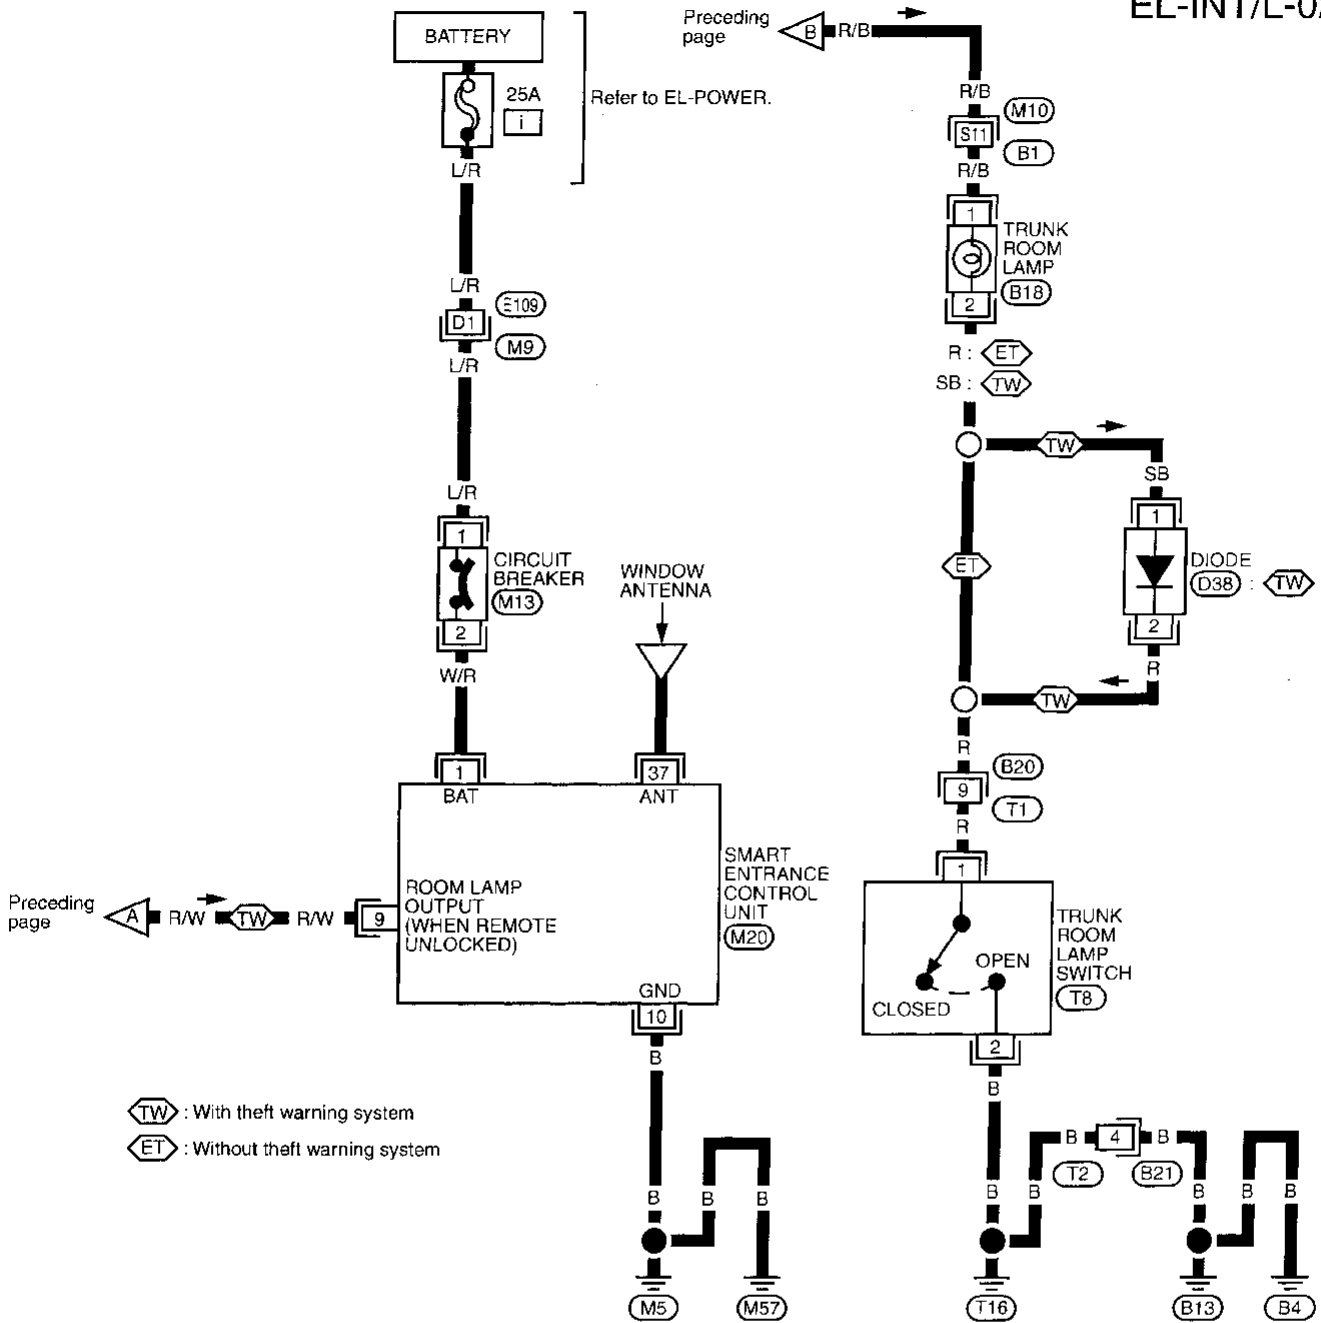 EL-INT/L-0
BATTERY
25A
i
Refer to EL-POWER.
L/R
L/R
D1
E109
M9
L/R
L/R
1
CIRCUIT
BREAKER
M13
2
W/R
WINDOW
ANTENNA
1
BAT
37
ANT
SMART
ENTRANCE
CONTROL
UNIT
M20
Preceding
page
A
R/W
TW
R/W
9
ROOM LAMP
OUTPUT
(WHEN REMOTE
UNLOCKED)
GND
10
B
B
B
B
M5
M57
TW : With theft warning system
ET : Without theft warning system
Preceding
page
B
R/B
R/B
M10
S11
B1
R/B
1
TRUNK
ROOM
LAMP
B18
2
R : ET
SB : TW
TW
SB
1
ET
DIODE
D38 : TW
2
R
TW
R
B20
9
T1
R
1
TRUNK
ROOM
LAMP
SWITCH
T8
OPEN
CLOSED
2
B
B
4
B
T2
B21
B
B
B
B
B
T16
B13
B4